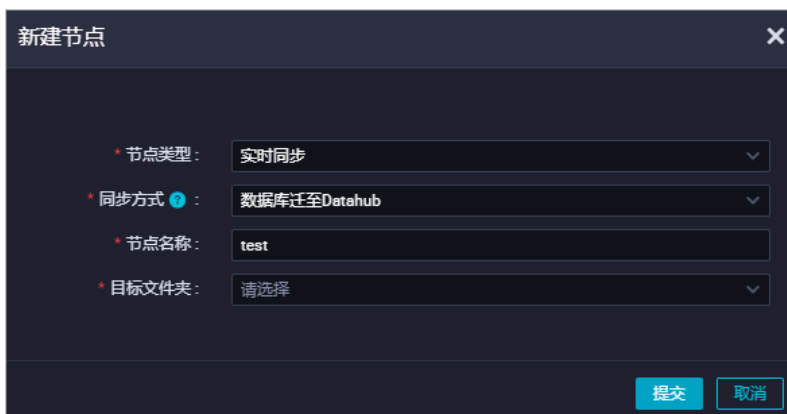 新建节点
* 节点类型： 实时同步
* 同步方式 ? ： 数据库迁至Datahub
* 节点名称： test
* 目标文件夹： 请选择
提交 取消